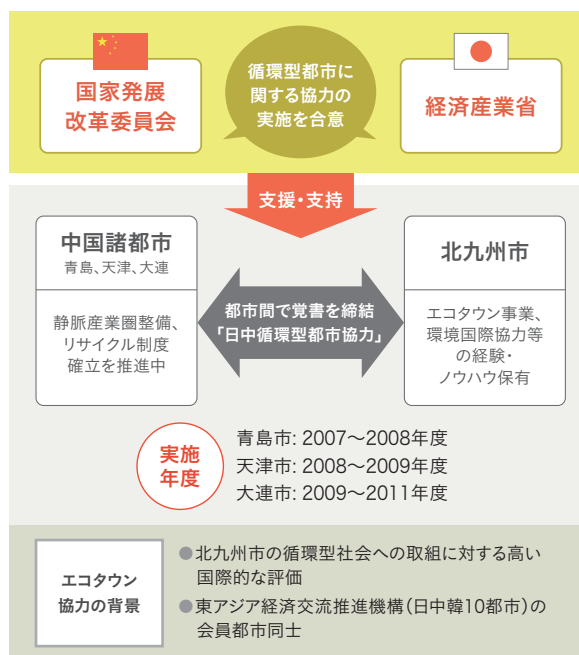 国家発展
改革委員会
循環型都市に
関する協力の
実施を合意
経済産業省
支援・支持
中国諸都市
青島、天津、大連
静脈産業圏整備、
リサイクル制度
確立を推進中
都市間で覚書を締結
「日中循環型都市協力」
北九州市
エコタウン事業、
環境国際協力等
の経験・
ノウハウ保有
実施
年度
青島市: 2007〜2008年度
天津市: 2008〜2009年度
大連市: 2009〜2011年度
エコタウン
協力の背景
●北九州市の循環型社会への取組に対する高い
国際的な評価
●東アジア経済交流推進機構(日中韓10都市)の
会員都市同士